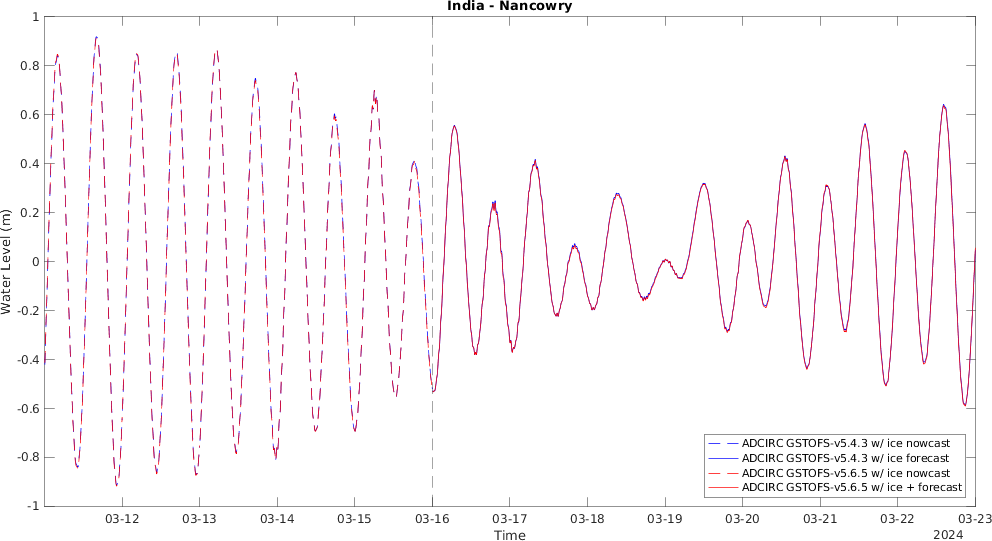 India - Nancowry
1
0.8
0.6
0.4
0.2
0
-0.2
-0.4
-0.6
-0.8
-1
Water Level (m)
03-12 03-13 03-14 03-15 03-16 03-17 03-18 03-19 03-20 03-21 03-22 03-23
Time
2024
ADCIRC GSTOFS-v5.4.3 w/ ice nowcast
ADCIRC GSTOFS-v5.4.3 w/ ice forecast
ADCIRC GSTOFS-v5.6.5 w/ ice nowcast
ADCIRC GSTOFS-v5.6.5 w/ ice + forecast